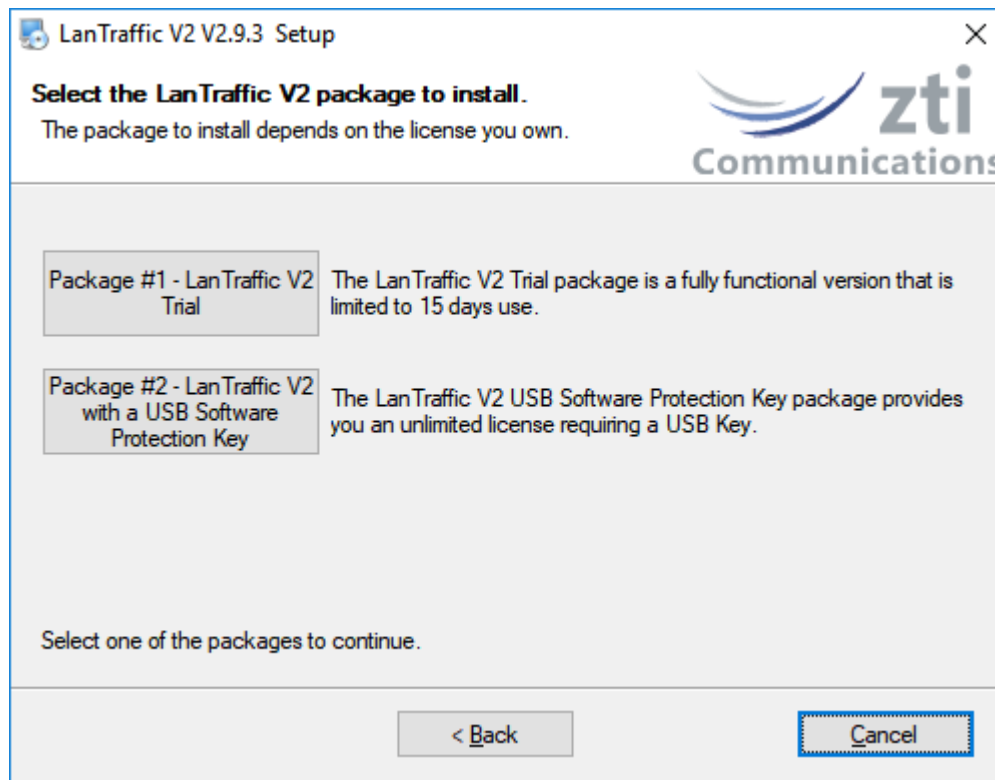 LanTraffic V2 V2.9.3 Setup
Select the LanTraffic V2 package to install.
The package to install depends on the license you own.
zti
Communications
Package #1 - LanTraffic V2
Trial
The LanTraffic V2 Trial package is a fully functional version that is
limited to 15 days use.
Package #2 - LanTraffic V2
with a USB Software
Protection Key
The LanTraffic V2 USB Software Protection Key package provides
you an unlimited license requiring a USB Key.
Select one of the packages to continue.
< Back
Cancel